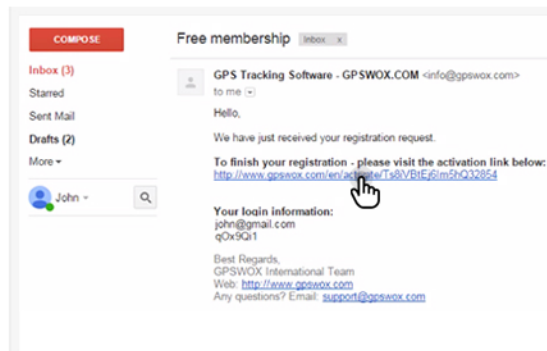 COMPOSE
Inbox (3)
Starred
Sent Mail
Drafts (2)
More
John
Free membership Inbox x
GPS Tracking Software - GPSWOX.COM <info@gpswox.com>
to me
Hello,
We have just received your registration request.
To finish your registration - please visit the activation link below:
http://www.gpswox.com/en/activate/Ts8iVBtEj6Im5hQ32854
Your login information:
john@gmail.com
qOx9Qi1
Best Regards,
GPSWOX International Team
Web: http://www.gpswox.com
Any questions? Email: support@gpswox.com